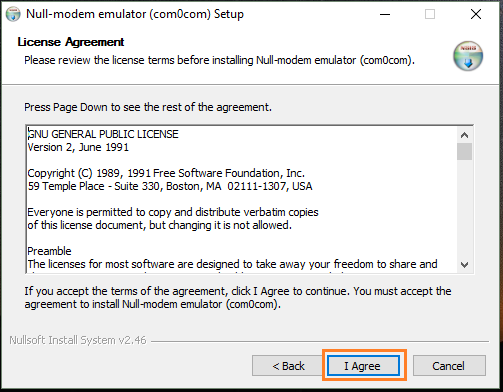 Null-modem emulator (com0com) Setup
License Agreement
Please review the license terms before installing Null-modem emulator (com0com).
Press Page Down to see the rest of the agreement.
GNU GENERAL PUBLIC LICENSE
Version 2, June 1991
Copyright (C) 1989, 1991 Free Software Foundation, Inc.
59 Temple Place - Suite 330, Boston, MA  02111-1307, USA
Everyone is permitted to copy and distribute verbatim copies
of this license document, but changing it is not allowed.
Preamble
The licenses for most software are designed to take away your freedom to share and
If you accept the terms of the agreement, click I Agree to continue. You must accept the
agreement to install Null-modem emulator (com0com).
Nullsoft Install System v2.46
< Back
I Agree
Cancel